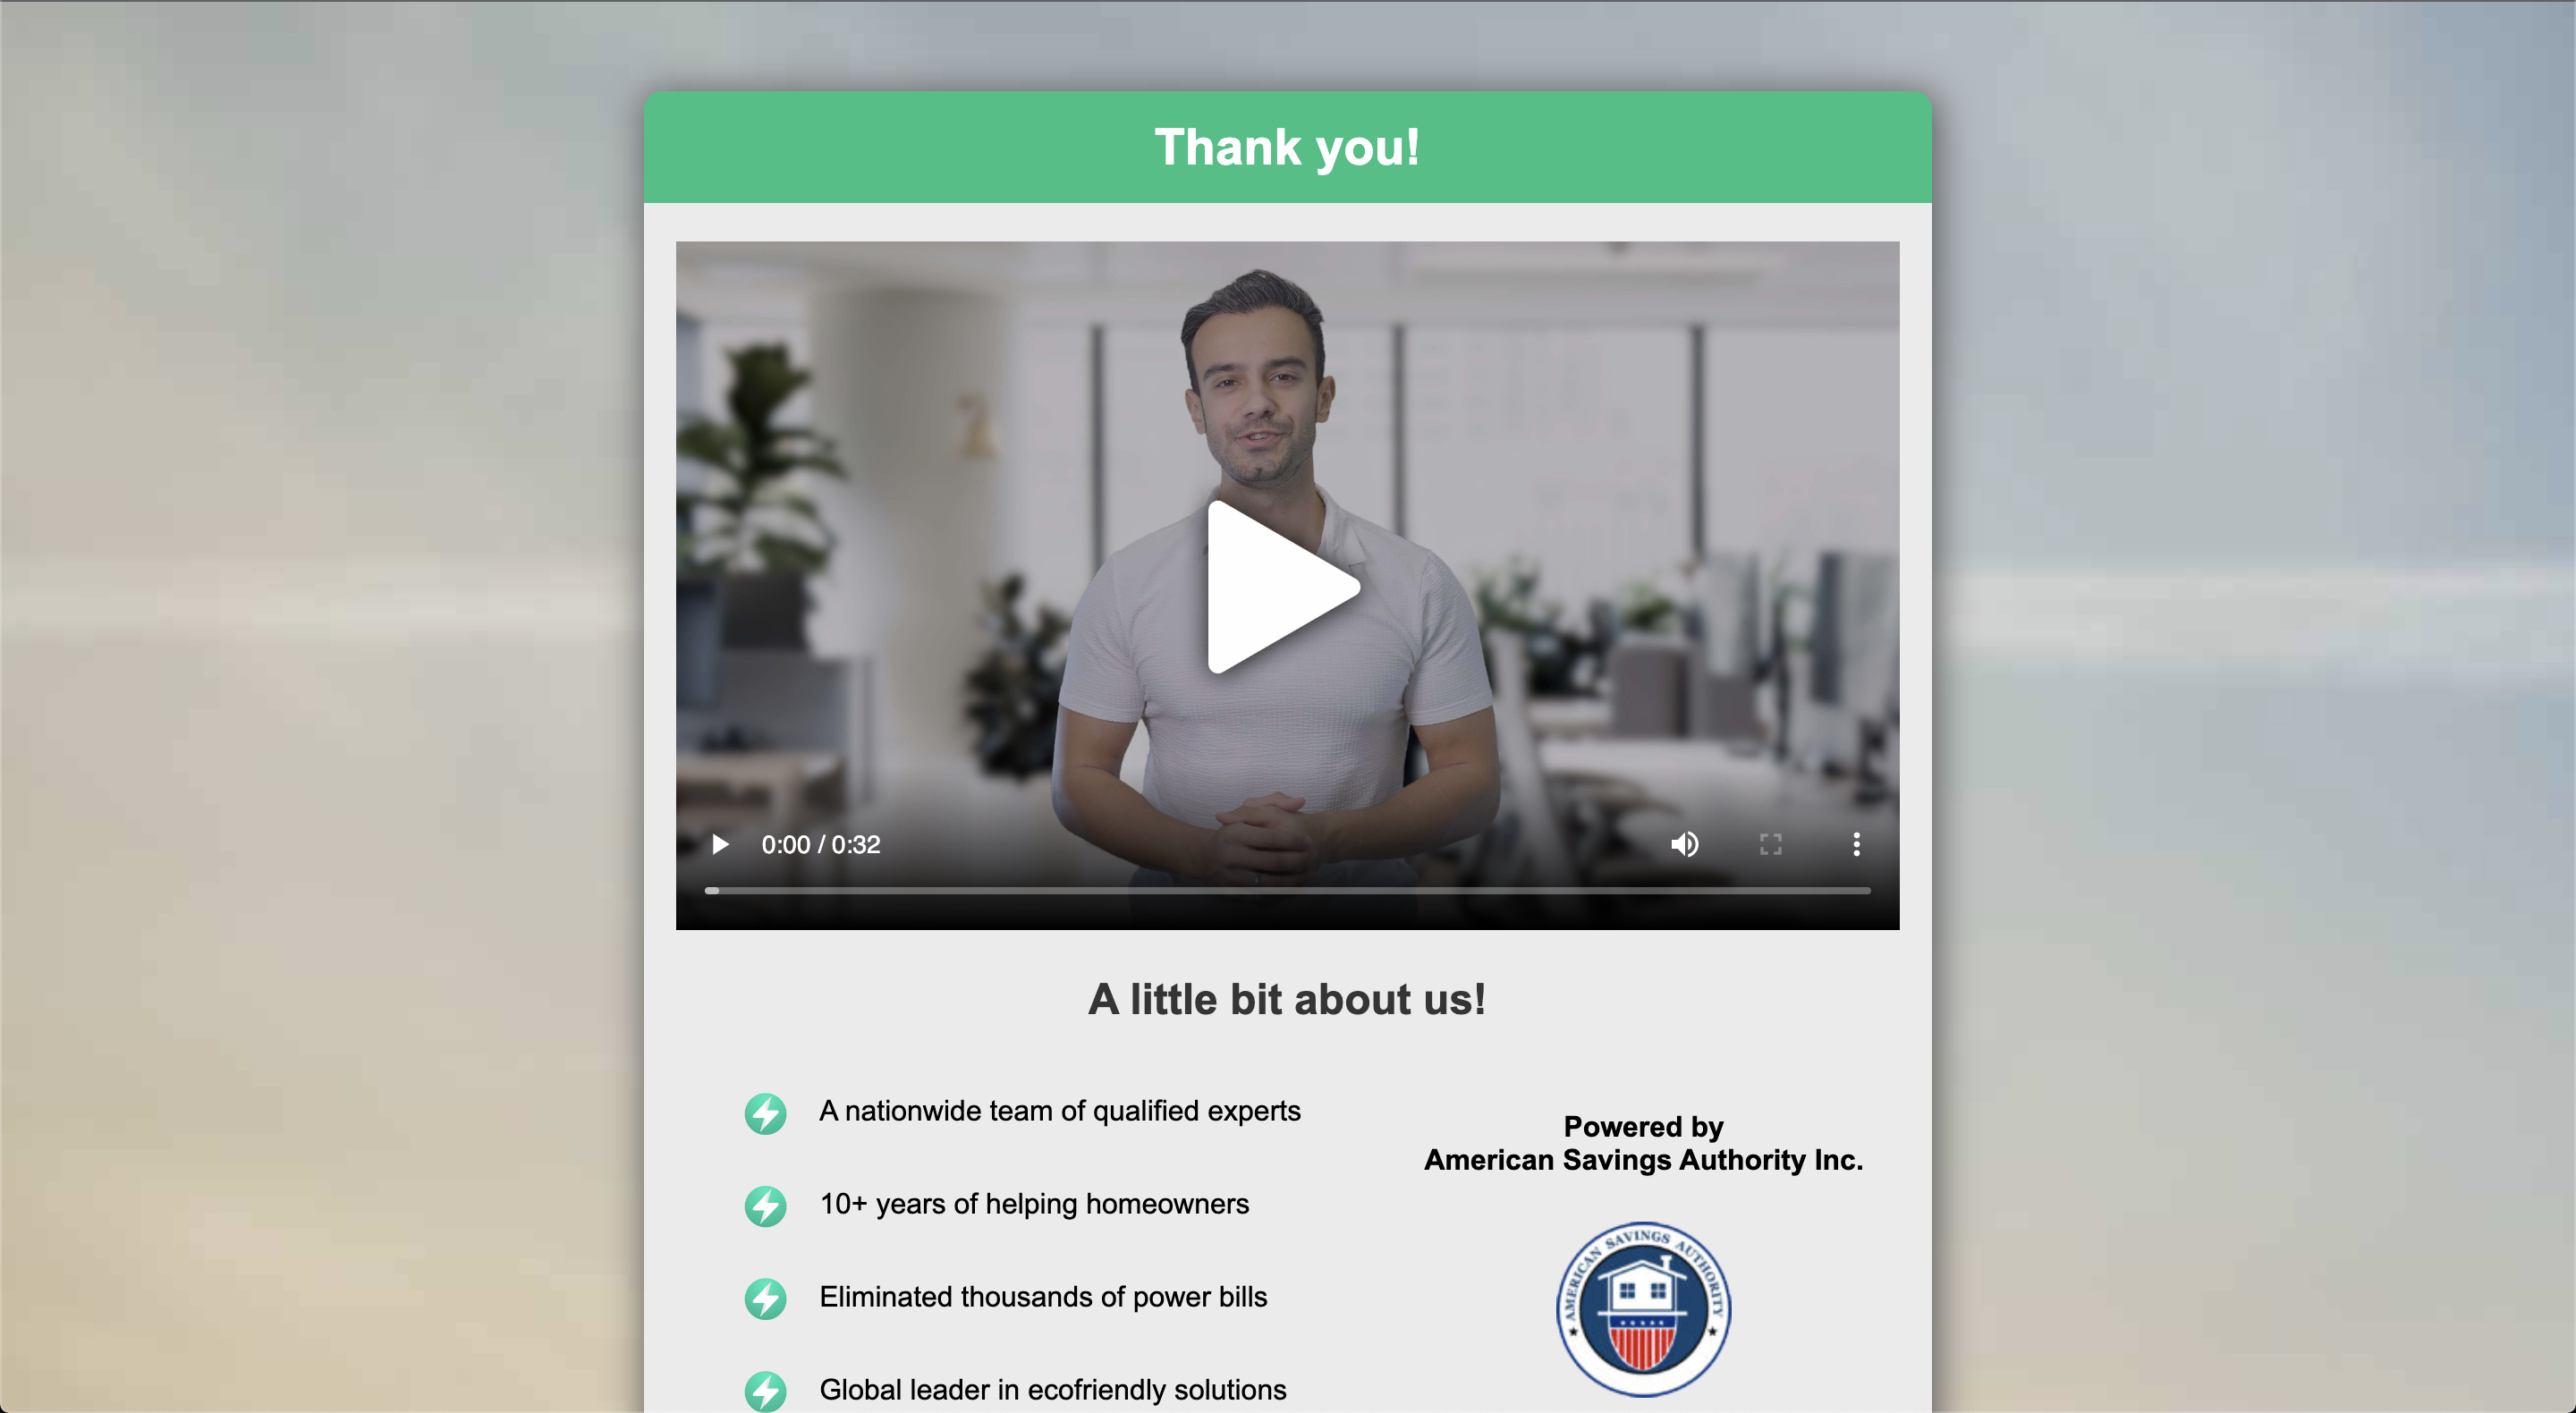 Thank you!
0:00 / 0:32
A little bit about us!
A nationwide team of qualified experts
10+ years of helping homeowners
Eliminated thousands of power bills
Global leader in ecofriendly solutions
Powered by
American Savings Authority Inc.
AMERICAN SAVINGS AUTHORITY